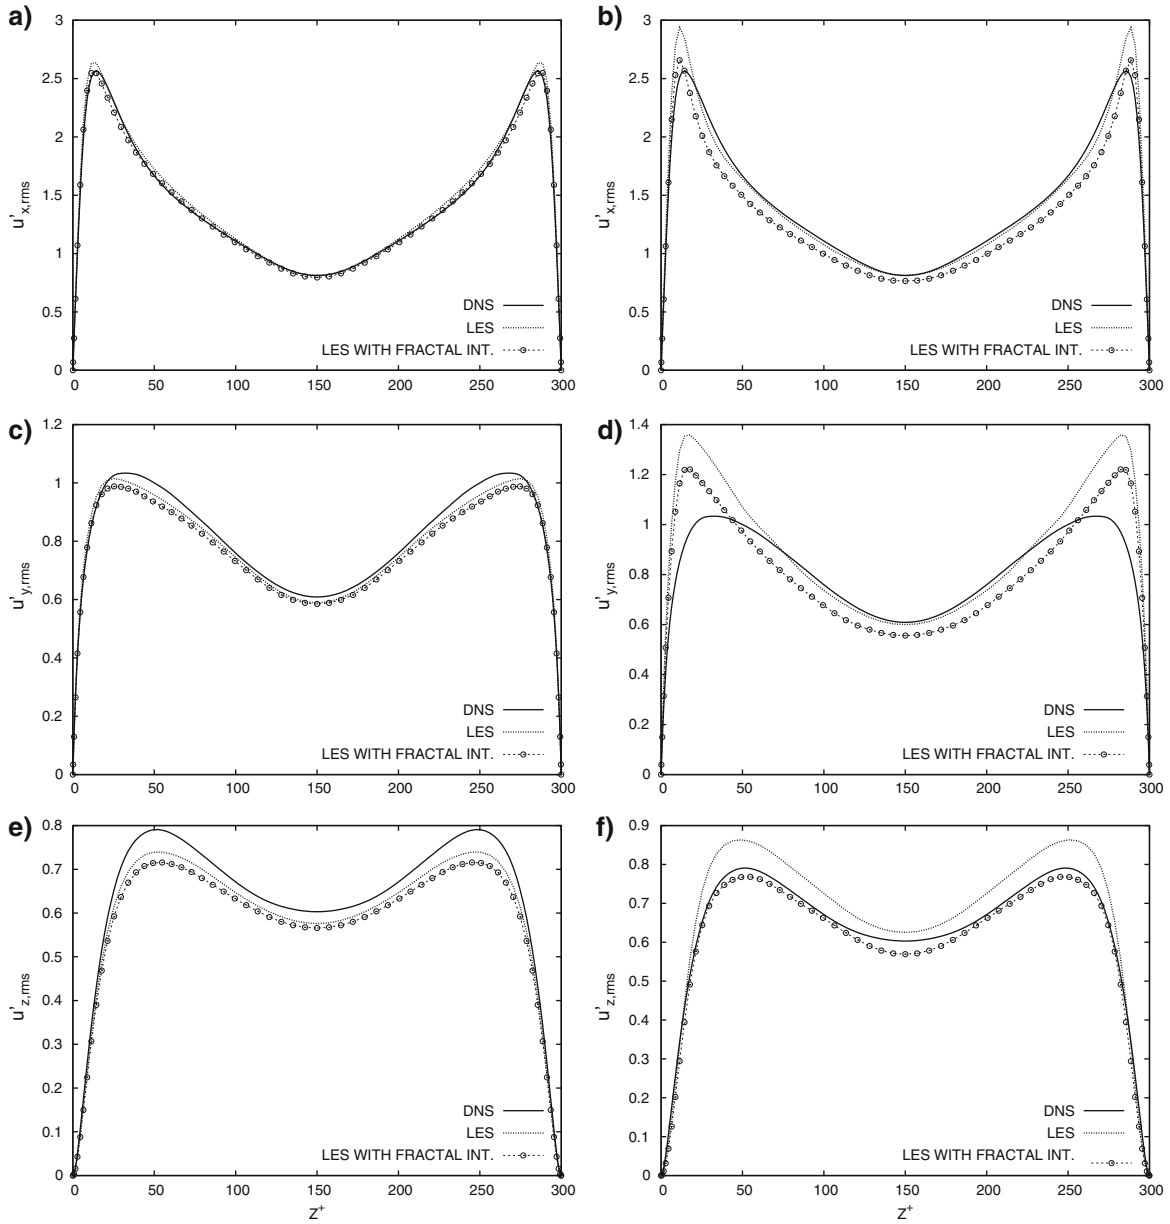 a)
3
2.5
2
1.5
1
0.5
0
u'x,rms
DNS
LES
LES WITH FRACTAL INT.
0 50 100 150 200 250 300
b)
3
2.5
2
1.5
1
0.5
0
u'x,rms
DNS
LES
LES WITH FRACTAL INT.
0 50 100 150 200 250 300
c)
1.2
1
0.8
0.6
0.4
0.2
0
u'y,rms
DNS
LES
LES WITH FRACTAL INT.
0 50 100 150 200 250 300
d)
1.4
1.2
1
0.8
0.6
0.4
0.2
0
u'y,rms
DNS
LES
LES WITH FRACTAL INT.
0 50 100 150 200 250 300
e)
0.8
0.7
0.6
0.5
0.4
0.3
0.2
0.1
0
u'z,rms
DNS
LES
LES WITH FRACTAL INT.
0 50 100 150 200 250 300
Z+
f)
0.9
0.8
0.7
0.6
0.5
0.4
0.3
0.2
0.1
0
u'z,rms
DNS
LES
LES WITH FRACTAL INT.
0 50 100 150 200 250 300
Z+